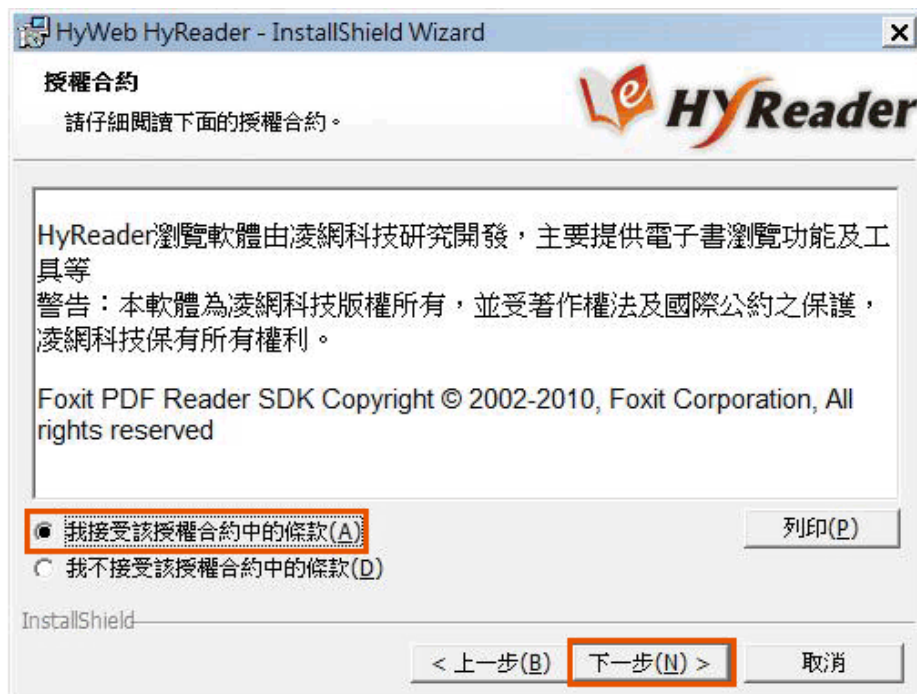 HyWeb HyReader - InstallShield Wizard
授權合約
請仔細閱讀下面的授權合約。
HyReader
HyReader瀏覽軟體由凌網科技研究開發，主要提供電子書瀏覽功能及工
具等
警告：本軟體為凌網科技版權所有，並受著作權法及國際公約之保護，
凌網科技保有所有權利。
Foxit PDF Reader SDK Copyright © 2002-2010, Foxit Corporation, All
rights reserved
我接受該授權合約中的條款(A)
列印(P)
我不接受該授權合約中的條款(D)
InstallShield
< 上一步(B)
下一步(N) >
取消